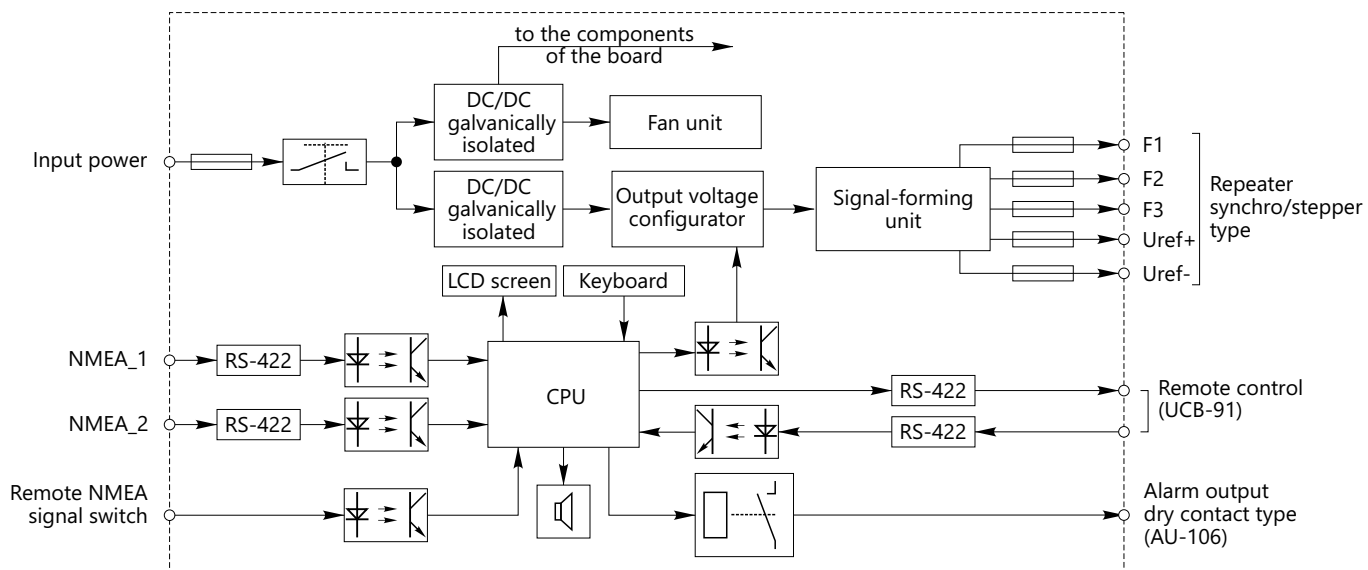 to the components
of the board
DC/DC
galvanically
isolated
Fan unit
Input power
DC/DC
galvanically
isolated
Output voltage
configurator
Signal-forming
unit
F1
F2
F3
Uref+
Uref-
Repeater
synchro/stepper
type
LCD screen
Keyboard
NMEA_1
RS-422
CPU
RS-422
Remote control
(UCB-91)
NMEA_2
RS-422
RS-422
Remote NMEA
signal switch
Alarm output
dry contact type
(AU-106)